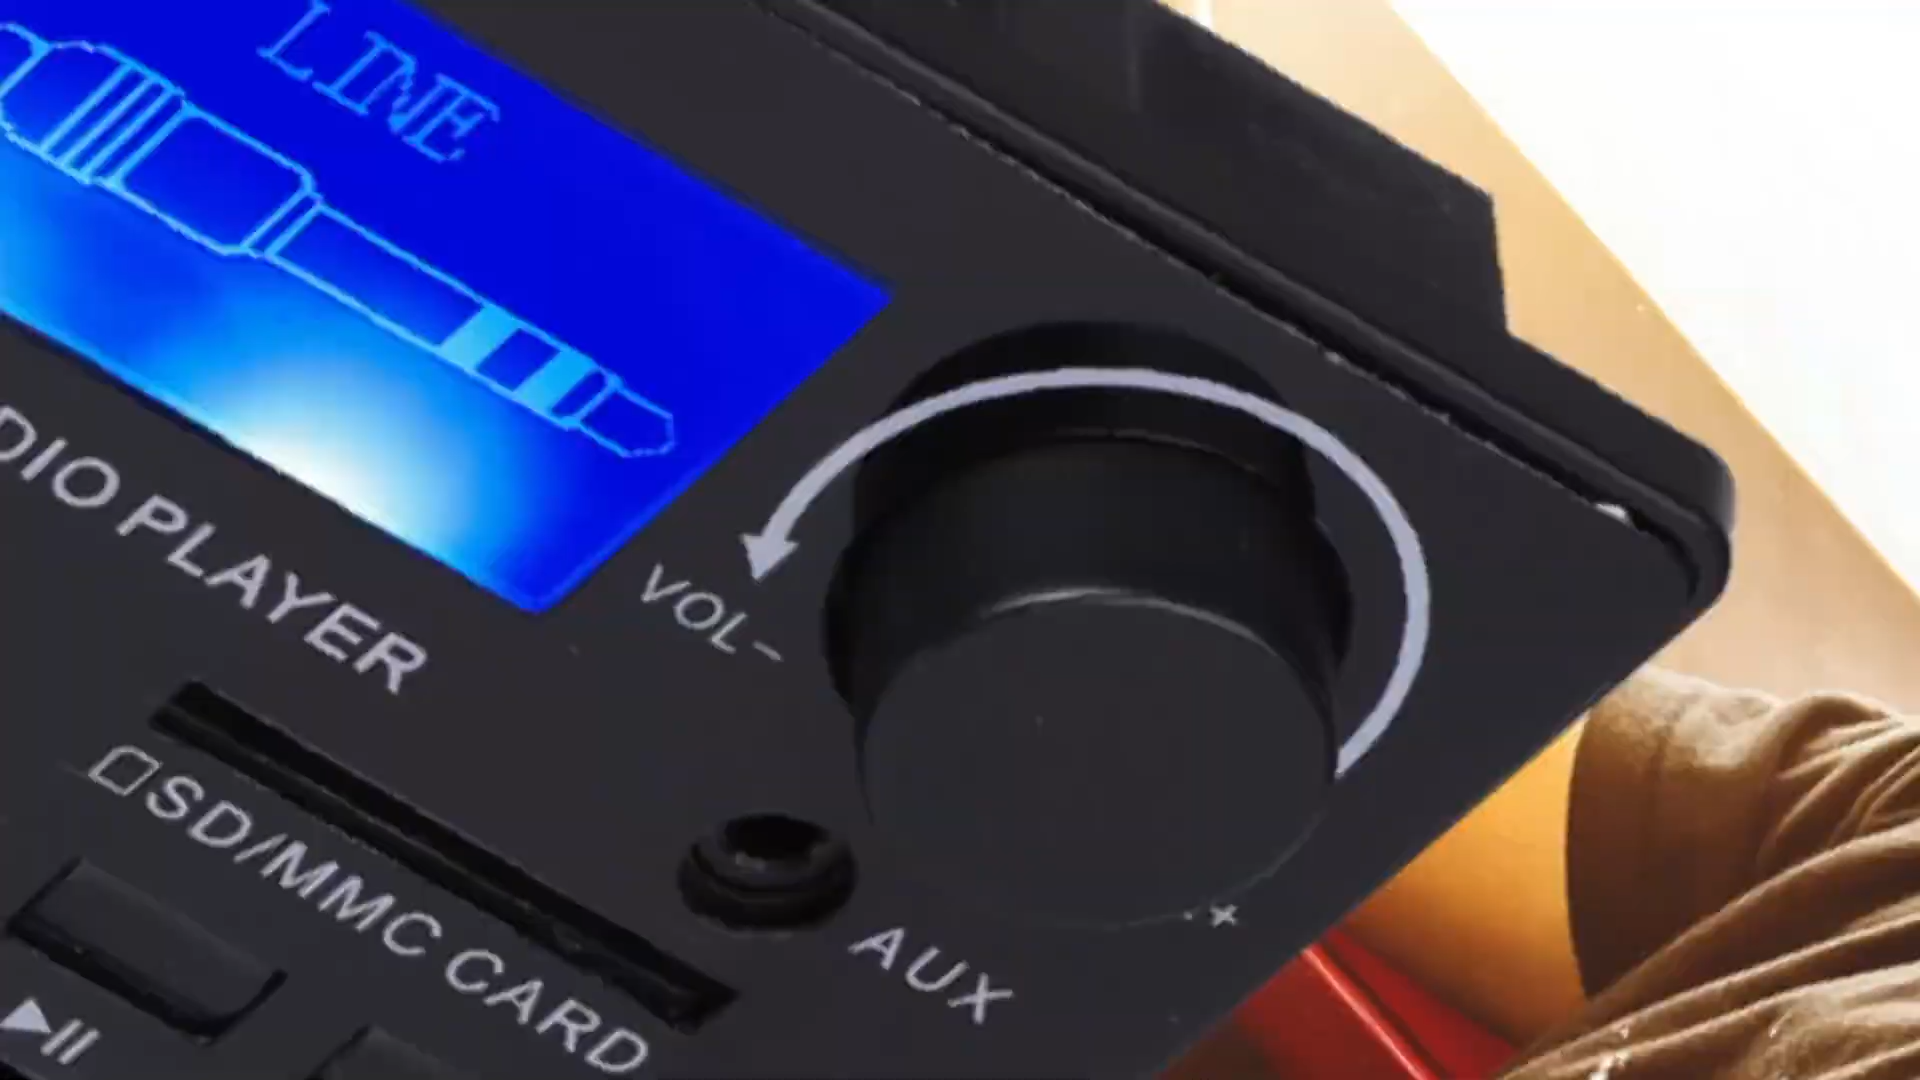 LINE
DIO PLAYER
VOL-
SD/MMC CARD
AUX
+